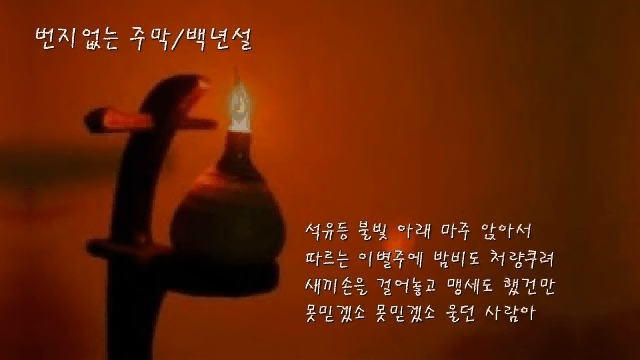 번지없는 주막/백년설
석유등 불빛 아래 마주 앉아서
따르는 이별주에 밤비도 처량쿠려
새끼손을 걸어놓고 맹세도 했건만
못믿겠소 못믿겠소 울던 사람아